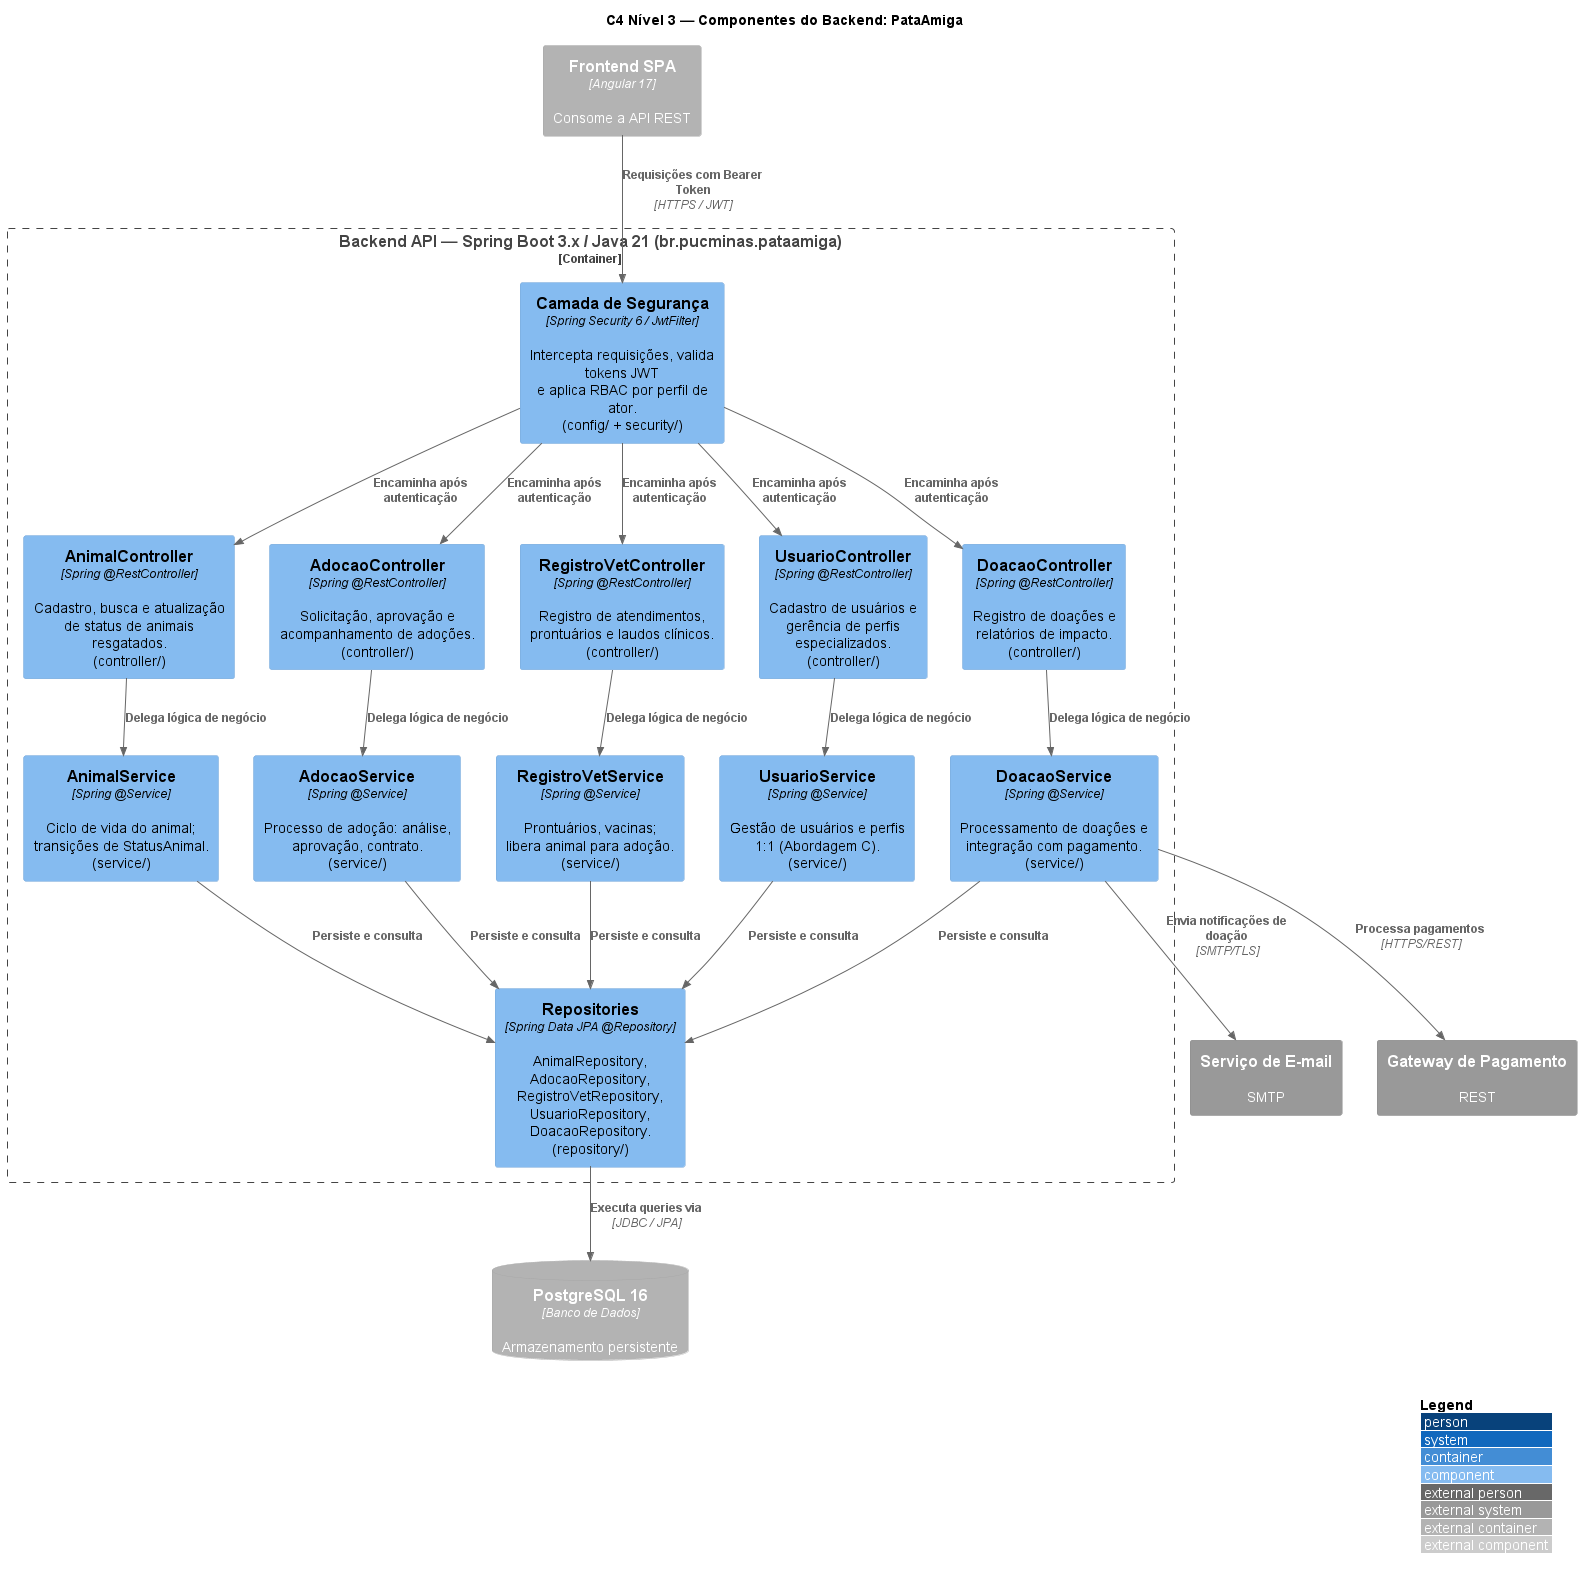 C4 Nível 3 — Componentes do Backend: PataAmiga
Frontend SPA
[Angular 17]
Consome a API REST
Requisições com Bearer
Token
[HTTPS / JWT]
Backend API — Spring Boot 3.x / Java 21 (br.pucminas.pataamiga)
[Container]
Camada de Segurança
[Spring Security 6 / JwtFilter]
Intercepta requisições, valida
tokens JWT
e aplica RBAC por perfil de
ator.
(config/ + security/)
Encaminha após
autenticação
Encaminha após
autenticação
Encaminha após
autenticação
Encaminha após
autenticação
Encaminha após
autenticação
AnimalController
[Spring @RestController]
Cadastro, busca e atualização
de status de animais
resgatados.
(controller/)
AdocaoController
[Spring @RestController]
Solicitação, aprovação e
acompanhamento de adoções.
(controller/)
RegistroVetController
[Spring @RestController]
Registro de atendimentos,
prontuários e laudos clínicos.
(controller/)
UsuarioController
[Spring @RestController]
Cadastro de usuários e
gerência de perfis
especializados.
(controller/)
DoacaoController
[Spring @RestController]
Registro de doações e
relatórios de impacto.
(controller/)
Delega lógica de negócio
Delega lógica de negócio
Delega lógica de negócio
Delega lógica de negócio
Delega lógica de negócio
AnimalService
[Spring @Service]
Ciclo de vida do animal;
transições de StatusAnimal.
(service/)
AdocaoService
[Spring @Service]
Processo de adoção: análise,
aprovação, contrato.
(service/)
RegistroVetService
[Spring @Service]
Prontuários, vacinas;
libera animal para adoção.
(service/)
UsuarioService
[Spring @Service]
Gestão de usuários e perfis
1:1 (Abordagem C).
(service/)
DoacaoService
[Spring @Service]
Processamento de doações e
integração com pagamento.
(service/)
Persiste e consulta
Persiste e consulta
Persiste e consulta
Persiste e consulta
Persiste e consulta
Envia notificações de
doação
[SMTP/TLS]
Processa pagamentos
[HTTPS/REST]
Repositories
[Spring Data JPA @Repository]
AnimalRepository,
AdocaoRepository,
RegistroVetRepository,
UsuarioRepository,
DoacaoRepository.
(repository/)
Serviço de E-mail
SMTP
Gateway de Pagamento
REST
Executa queries via
[JDBC / JPA]
PostgreSQL 16
[Banco de Dados]
Armazenamento persistente
Legend
person
system
container
component
external person
external system
external container
external component